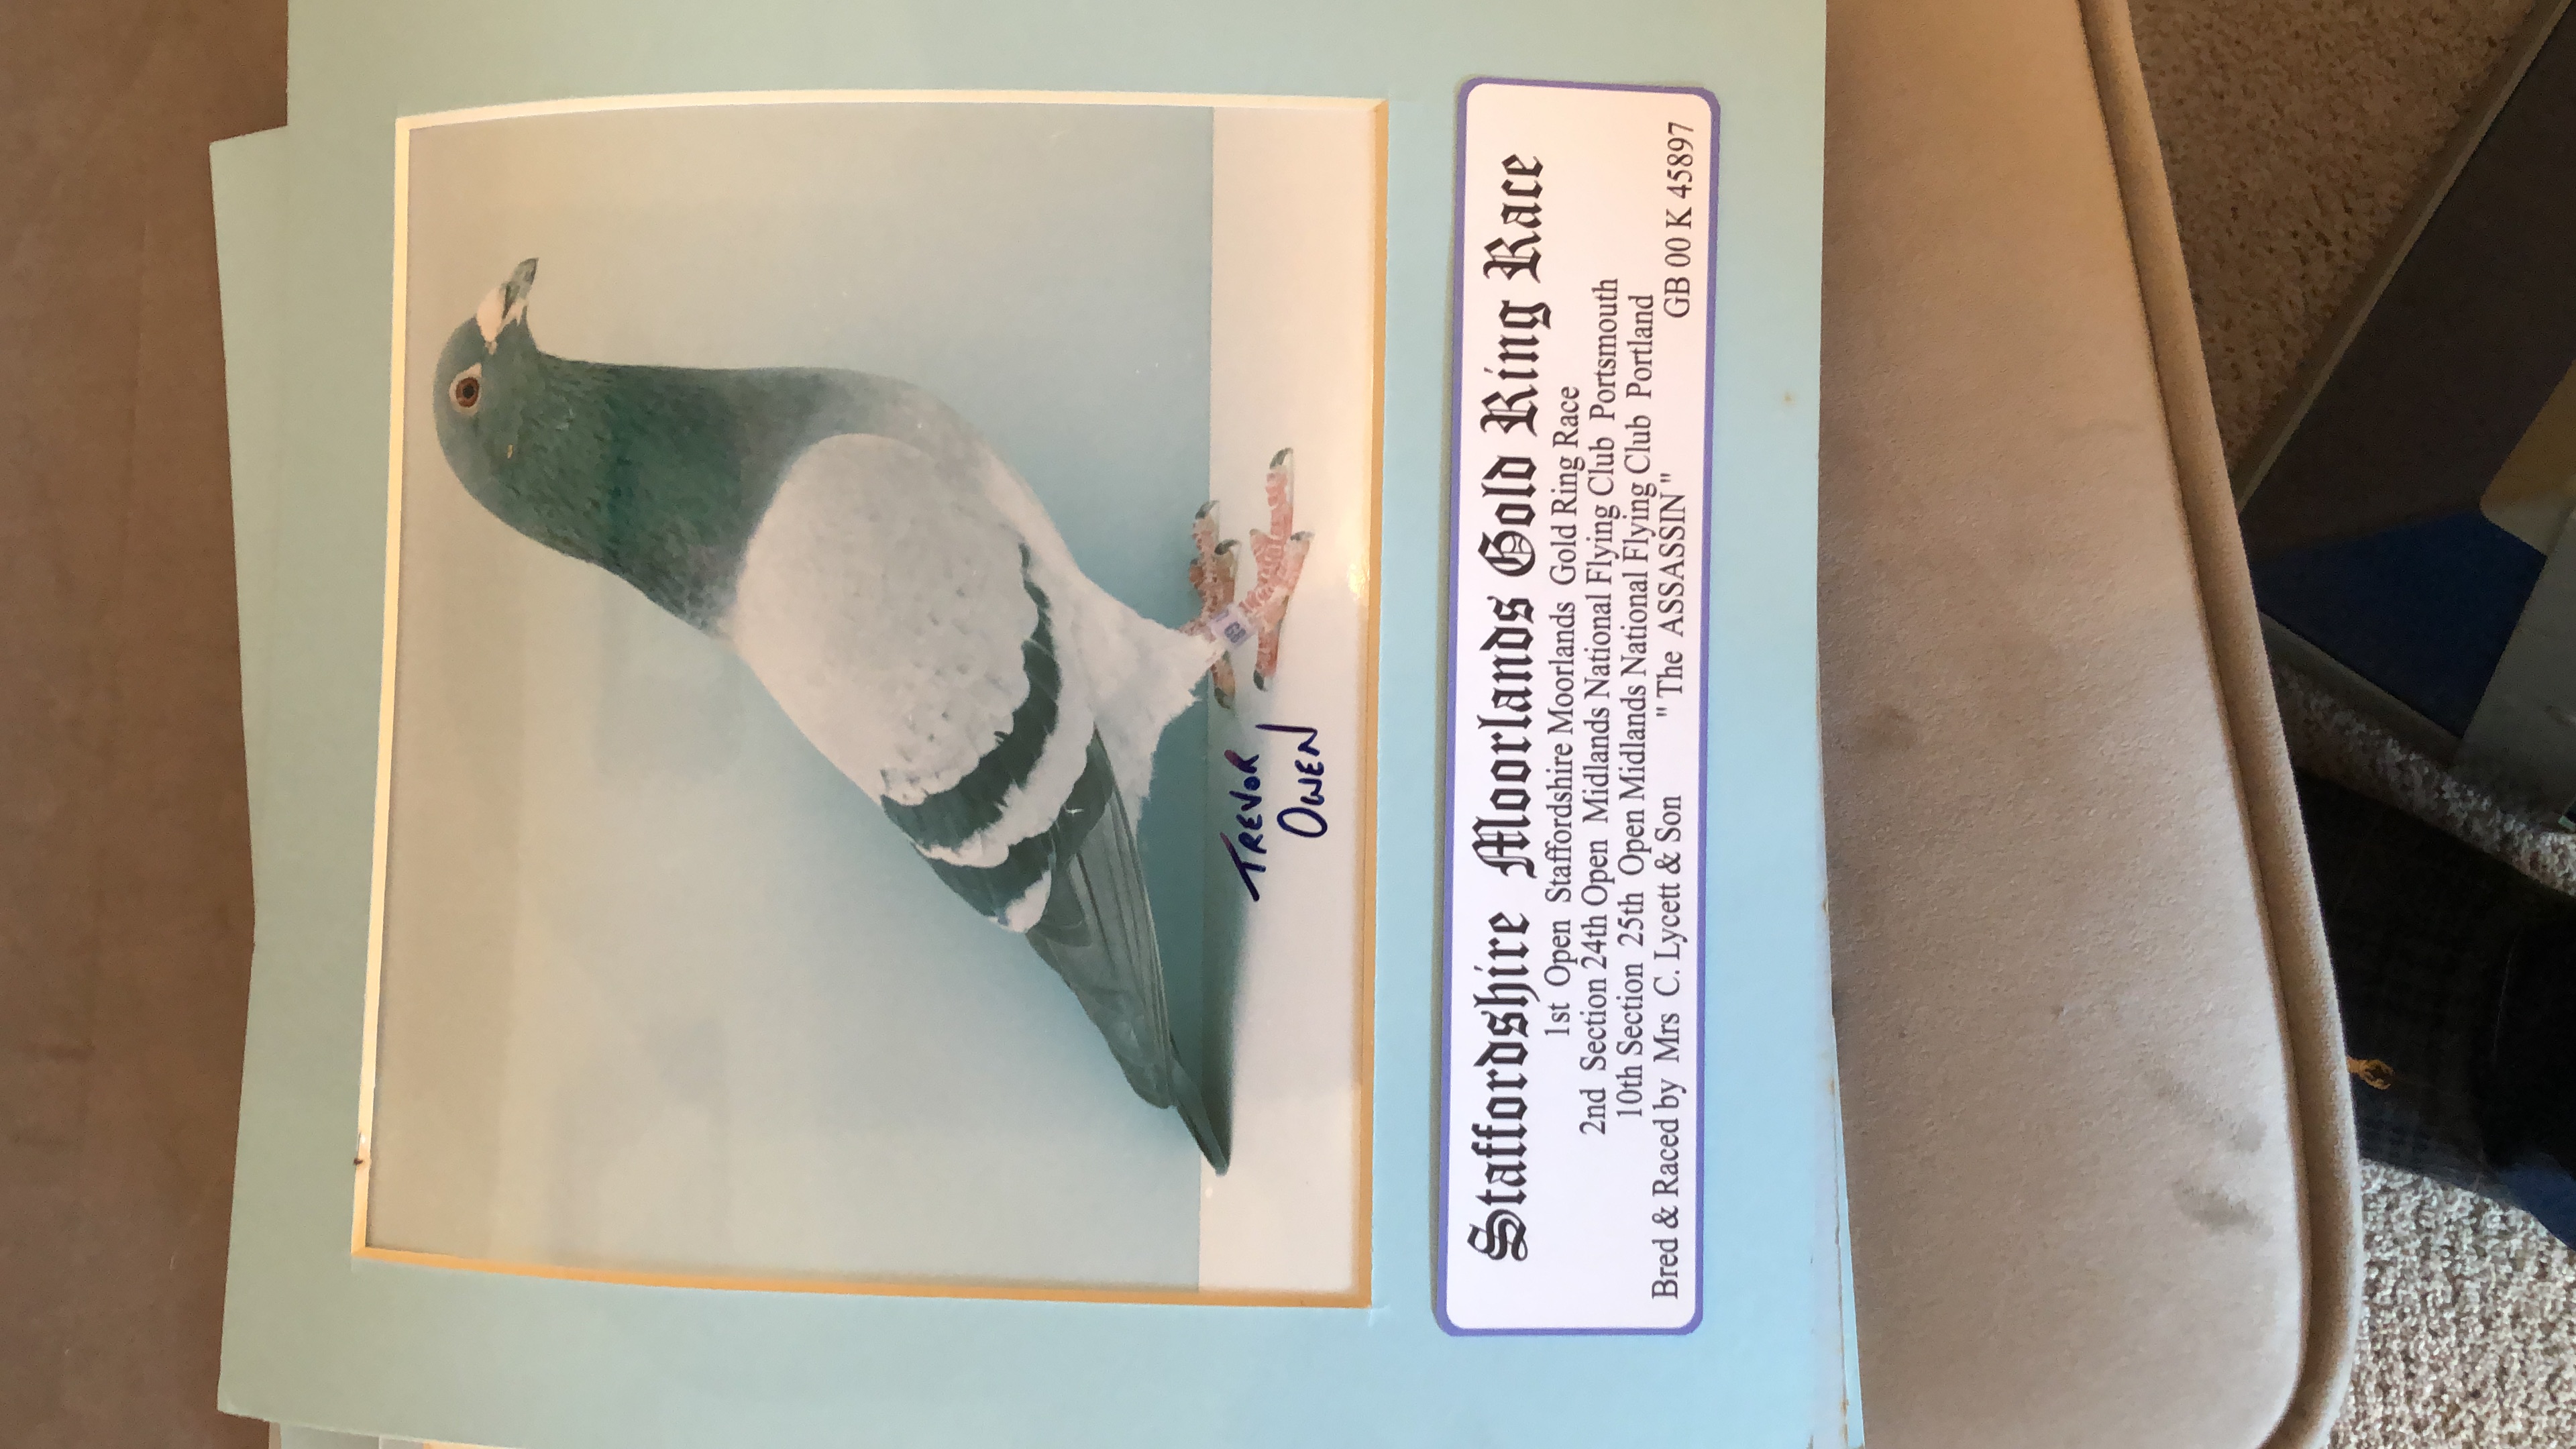 TREVOR
OWEN
Staffordshire Moorlands Gold Ring Race
1st Open Staffordshire Moorlands Gold Ring Race
2nd Section 24th Open Midlands National Flying Club Portsmouth
10th Section 25th Open Midlands National Flying Club Portland
Bred & Raced by Mrs C. Lycett & Son " The ASSASSIN" GB 00 K 45897